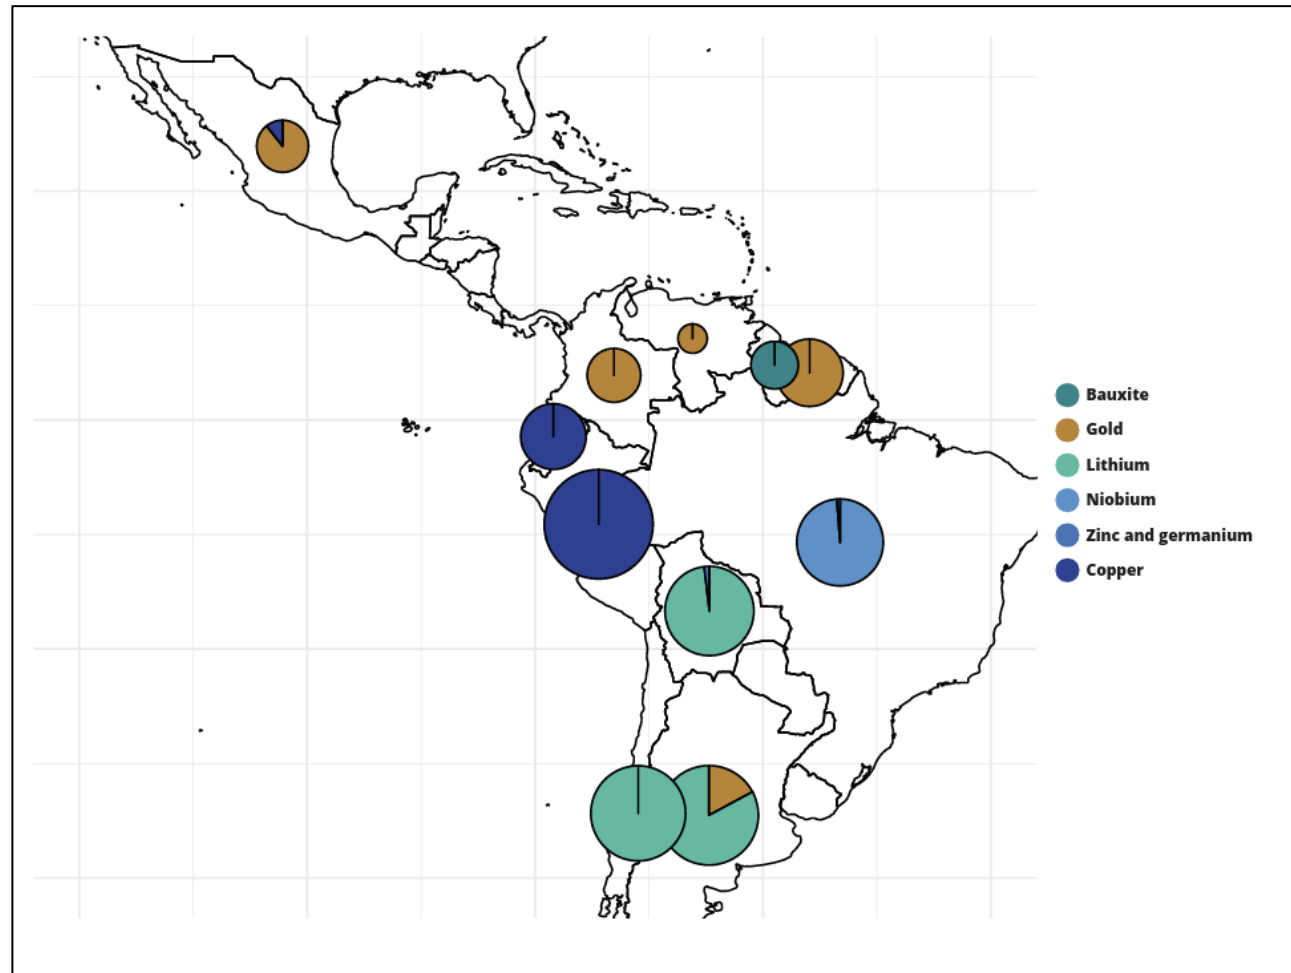 Bauxite
Gold
Lithium
Niobium
Zinc and germanium
Copper